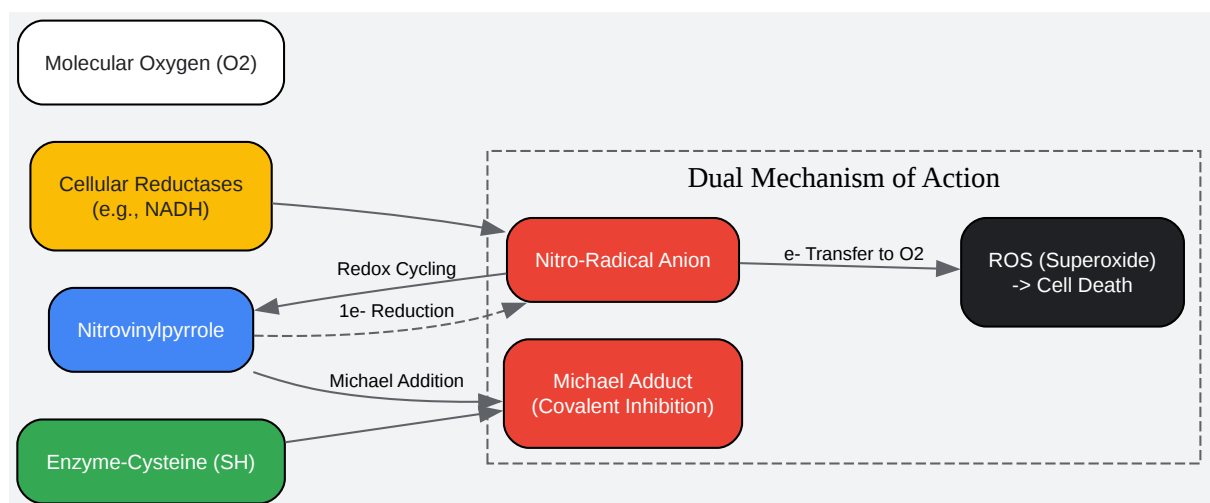 Molecular Oxygen (O2)
Cellular Reductases
(e.g., NADH)
Dual Mechanism of Action
Nitro-Radical Anion
e- Transfer to O2
ROS (Superoxide)
-> Cell Death
Redox Cycling
Nitrovinylpyrrole
1e- Reduction
Michael Addition
Michael Adduct
(Covalent Inhibition)
Enzyme-Cysteine (SH)